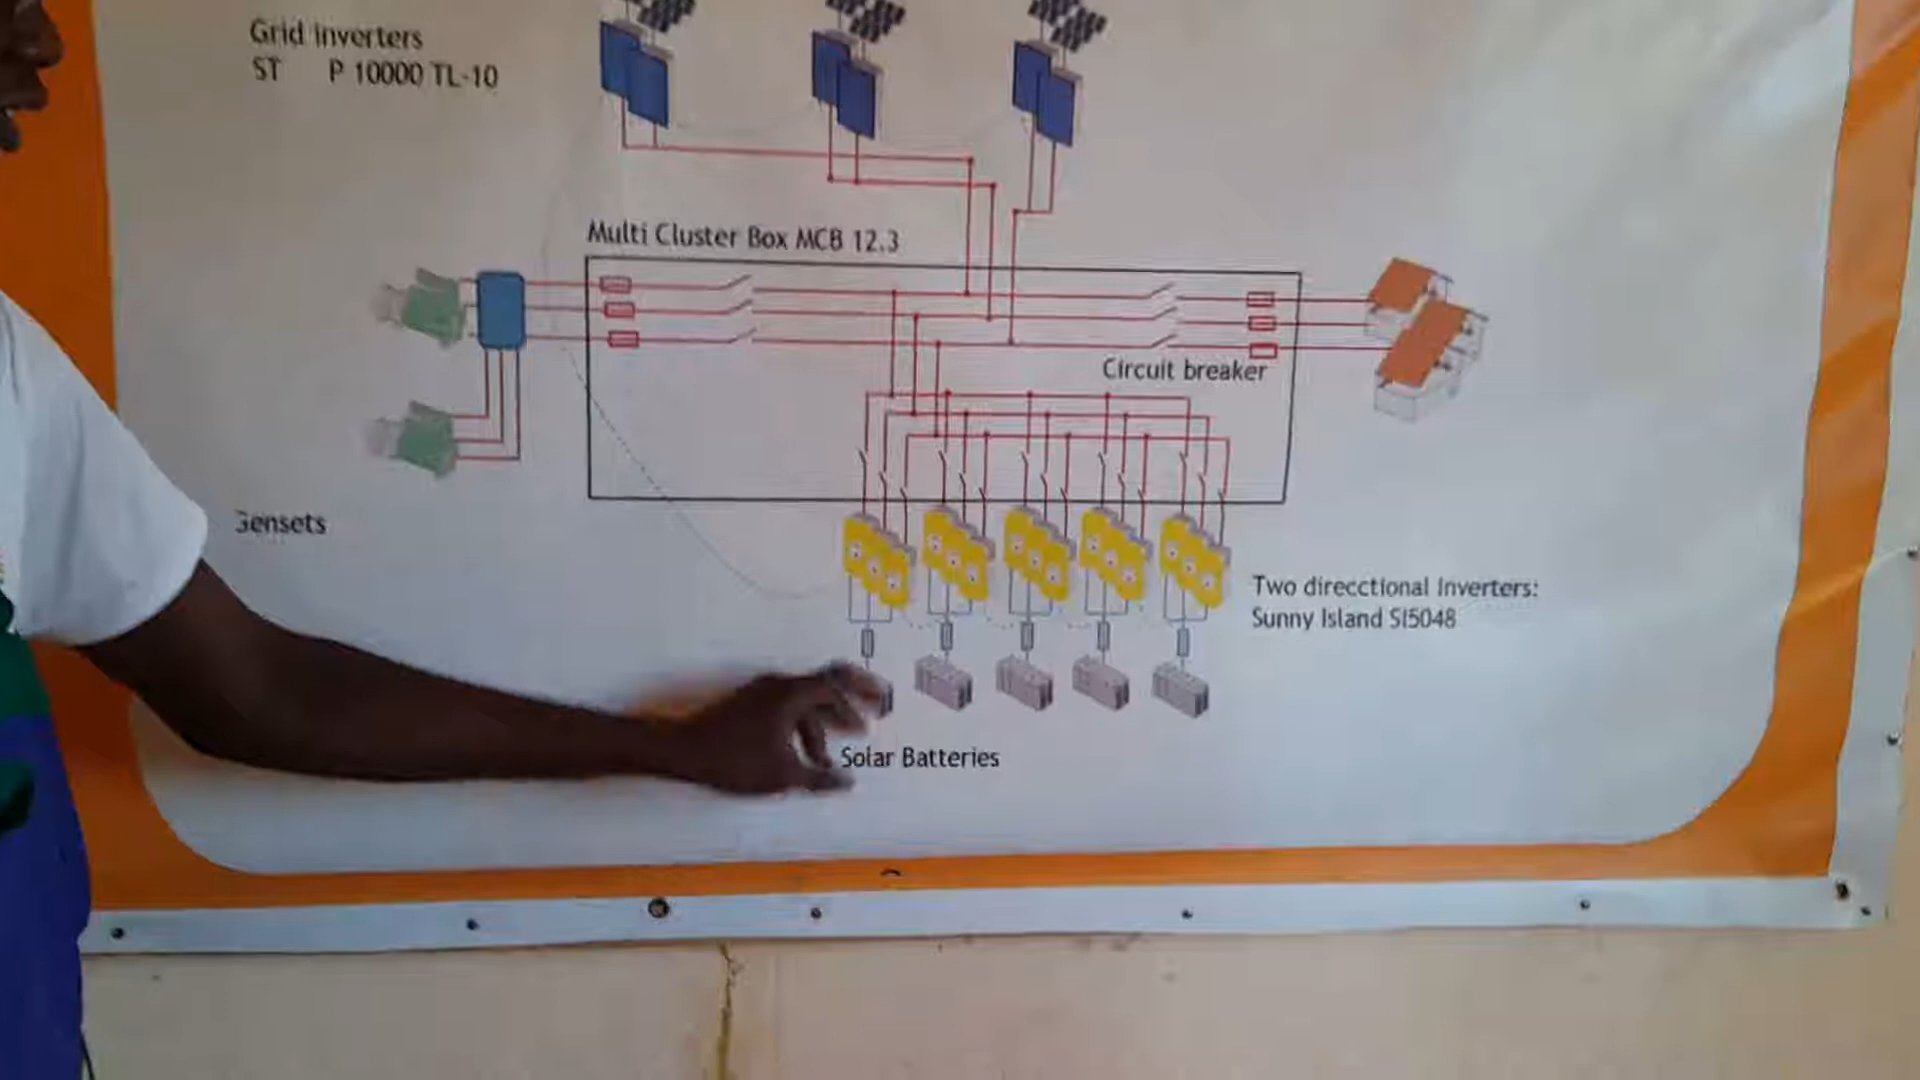 Grid inverters
ST P 10000 TL-10
Multi Cluster Box MCB 12.3
Circuit breaker
Gensets
Two direcctional Inverters:
Sunny Island SI5048
Solar Batteries